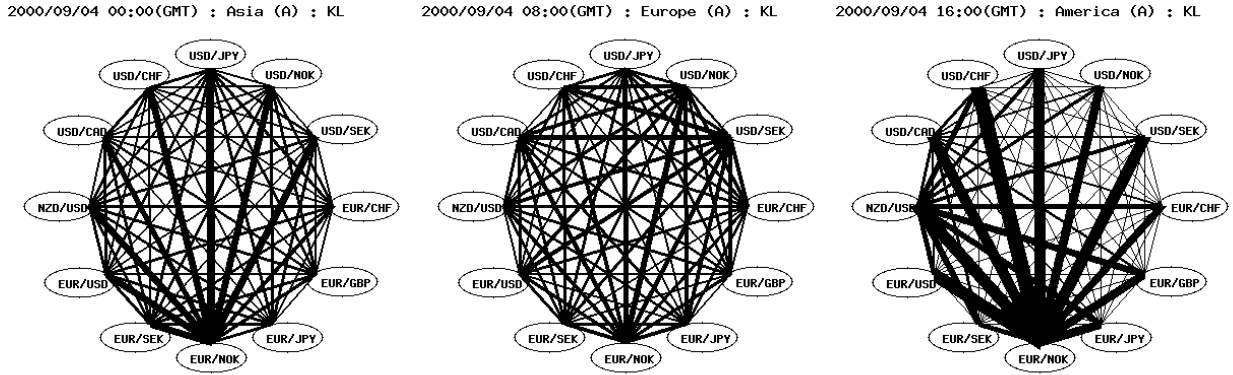 2000/09/04 00:00(GMT) : Asia (A) : KL
USD/JPY
USD/CHF
USD/NOK
USD/CAD
USD/SEK
NZD/USD
EUR/CHF
EUR/USD
EUR/GBP
EUR/SEK
EUR/JPY
EUR/NOK
2000/09/04 08:00(GMT) : Europe (A) : KL
USD/JPY
USD/CHF
USD/NOK
USD/CAD
USD/SEK
NZD/USD
EUR/CHF
EUR/USD
EUR/GBP
EUR/SEK
EUR/JPY
EUR/NOK
2000/09/04 16:00(GMT) : America (A) : KL
USD/JPY
USD/CHF
USD/NOK
USD/CAD
USD/SEK
NZD/USD
EUR/CHF
EUR/USD
EUR/GBP
EUR/SEK
EUR/JPY
EUR/NOK